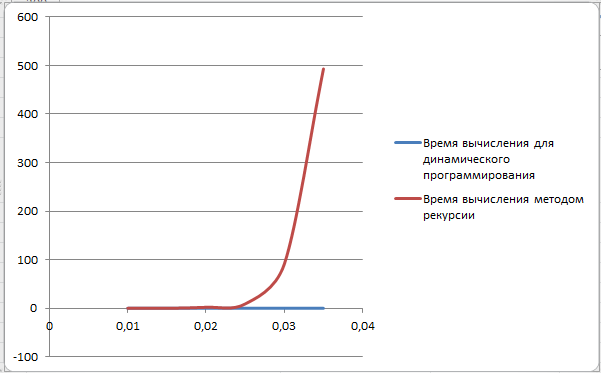 600
500
400
300
200
100
0
-100
0
0,01
0,02
0,03
0,04
Время вычисления для
динамического
программирования
Время вычисления методом
рекурсии